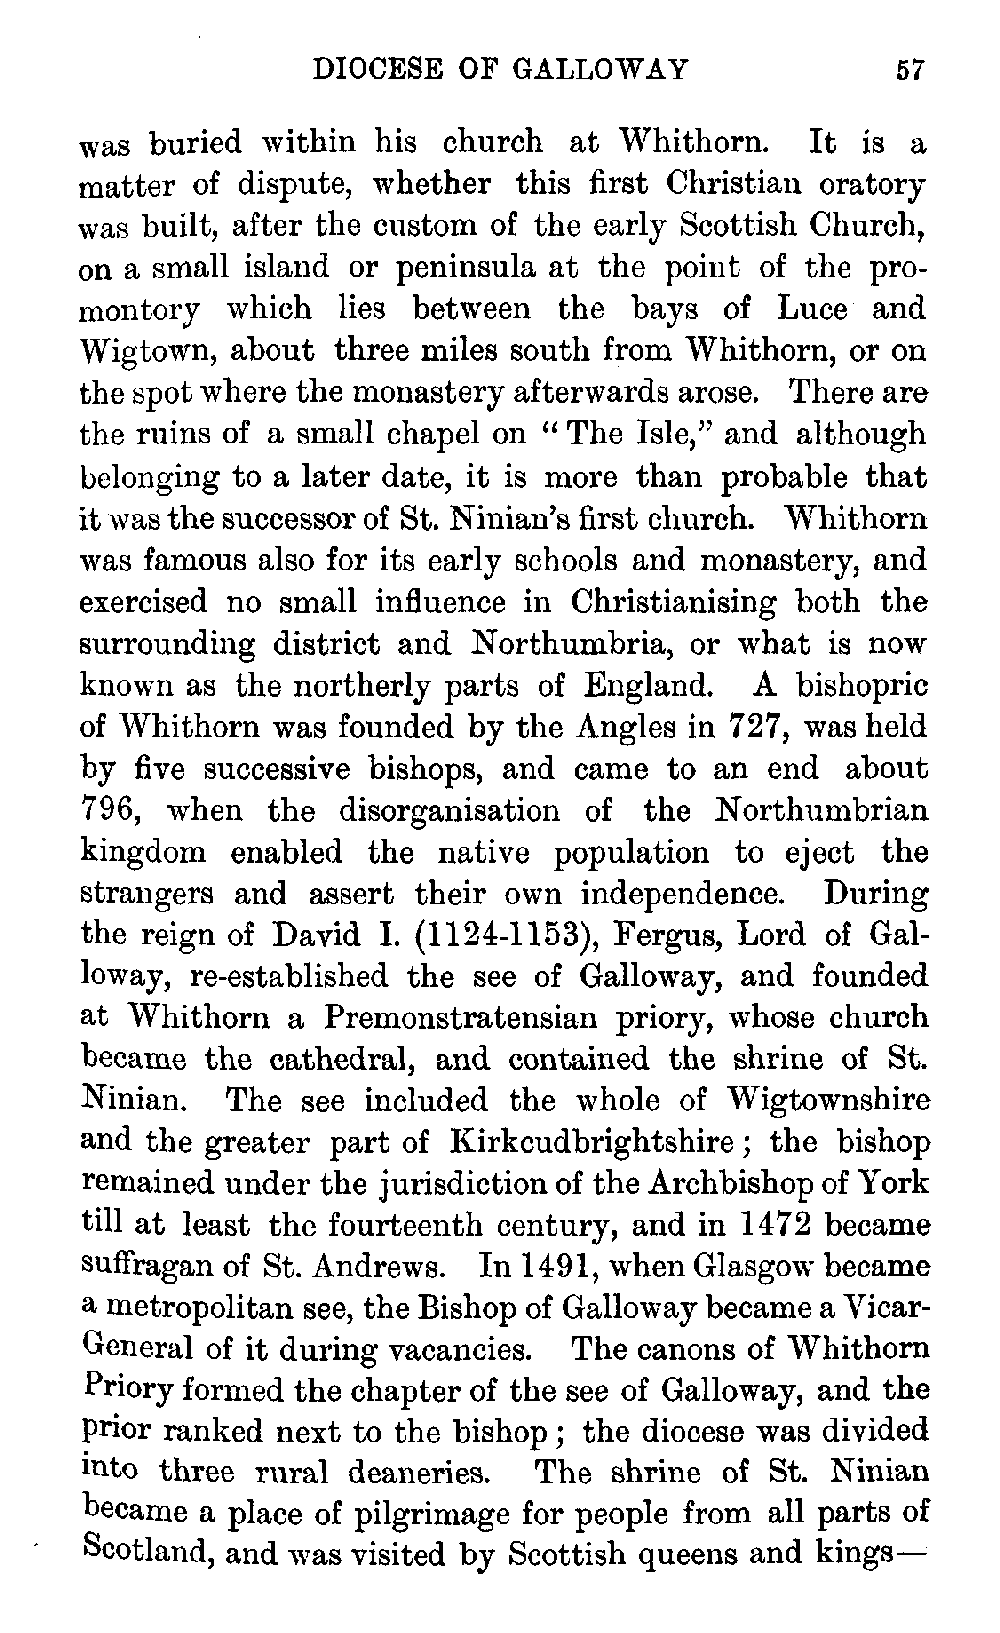 DIOCESE OF GALLOWAY 57
was buried within his church at Whithorn. It is a
matter of dispute, whether this first Christian oratory
was built, after the custom of the early Scottish Church,
on a small island or peninsula at the point of the pro-
montory which lies between the bays of Luce and
Wigtown, about three miles south from Whithorn, or on
the spot where the monastery afterwards arose. There are
the ruins of a small chapel on “The Isle,” and although
belonging to a later date, it is more than probable that
it was the successor of St. Ninian’s first church. Whithorn
was famous also for its early schools and monastery, and
exercised no small influence in Christianising both the
surrounding district and Northumbria, or what is now
known as the northerly parts of England. A bishopric
of Whithorn was founded by the Angles in 727, was held
by five successive bishops, and came to an end about
796, when the disorganisation of the Northumbrian
kingdom enabled the native population to eject the
strangers and assert their own independence. During
the reign of David I. (1124-1153), Fergus, Lord of Gal-
loway, re-established the see of Galloway, and founded
at Whithorn a Premonstratensian priory, whose church
became the cathedral, and contained the shrine of St.
Ninian. The see included the whole of Wigtownshire
and the greater part of Kirkcudbrightshire; the bishop
remained under the jurisdiction of the Archbishop of York
till at least the fourteenth century, and in 1472 became
suffragan of St. Andrews. In 1491, when Glasgow became
a metropolitan see, the Bishop of Galloway became a Vicar-
General of it during vacancies. The canons of Whithorn
Priory formed the chapter of the see of Galloway, and the
prior ranked next to the bishop; the diocese was divided
into three rural deaneries. The shrine of St. Ninian
became a place of pilgrimage for people from all parts of
Scotland, and was visited by Scottish queens and kings—